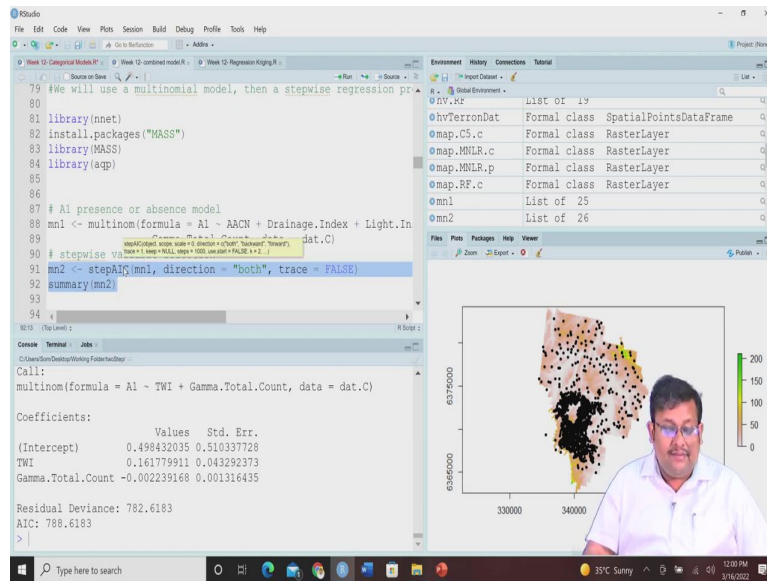 RStudio
File Edit Code View Plots Session Build Debug Profile Tools Help
Go to file/function
Addins
Project: (None
Week 12- Categorical Models.R*
Week 12- combined model.R
Week 12- Regression Kriging.R
Source on Save
Run
Source
79 #We will use a multinomial model, then a stepwise regression pr
80
81 library(nnet)
82 install.packages("MASS")
83 library(MASS)
84 library(aqp)
85
86
87 # A1 presence or absence model
88 mn1 <- multinom(formula = A1 ~ AACN + Drainage.Index + Light.In
89 dat.C)
stepAIC(object, scope, scale = 0, direction = c("both", "backward", "forward"),
trace = 1, keep = NULL, steps = 1000, use.start = FALSE, k = 2, ...)
90 # stepwise va
91 mn2 <- stepAIC(mn1, direction = "both", trace = FALSE)
92 summary(mn2)
93
94
92:13 (Top Level)
R Script
Console Terminal Jobs
C:/Users/Som/Desktop/Working Folder/twoStep/
Call:
multinom(formula = A1 ~ TWI + Gamma.Total.Count, data = dat.C)
Coefficients:
Values Std. Err.
(Intercept) 0.498432035 0.510337728
TWI 0.161779911 0.043292373
Gamma.Total.Count -0.002239168 0.001316435
Residual Deviance: 782.6183
AIC: 788.6183
>
Environment History Connections Tutorial
Import Dataset
List
R Global Environment
hv.RF List of 19
hvTerronDat Formal class SpatialPointsDataFrame
map.C5.c Formal class RasterLayer
map.MNLR.c Formal class RasterLayer
map.MNLR.p Formal class RasterLayer
map.RF.c Formal class RasterLayer
mn1 List of 25
mn2 List of 26
Files Plots Packages Help Viewer
Zoom Export
Publish
6375000
6365000
330000 340000
200
150
100
50
0
Type here to search
35°C Sunny
12:00 PM
3/16/2022